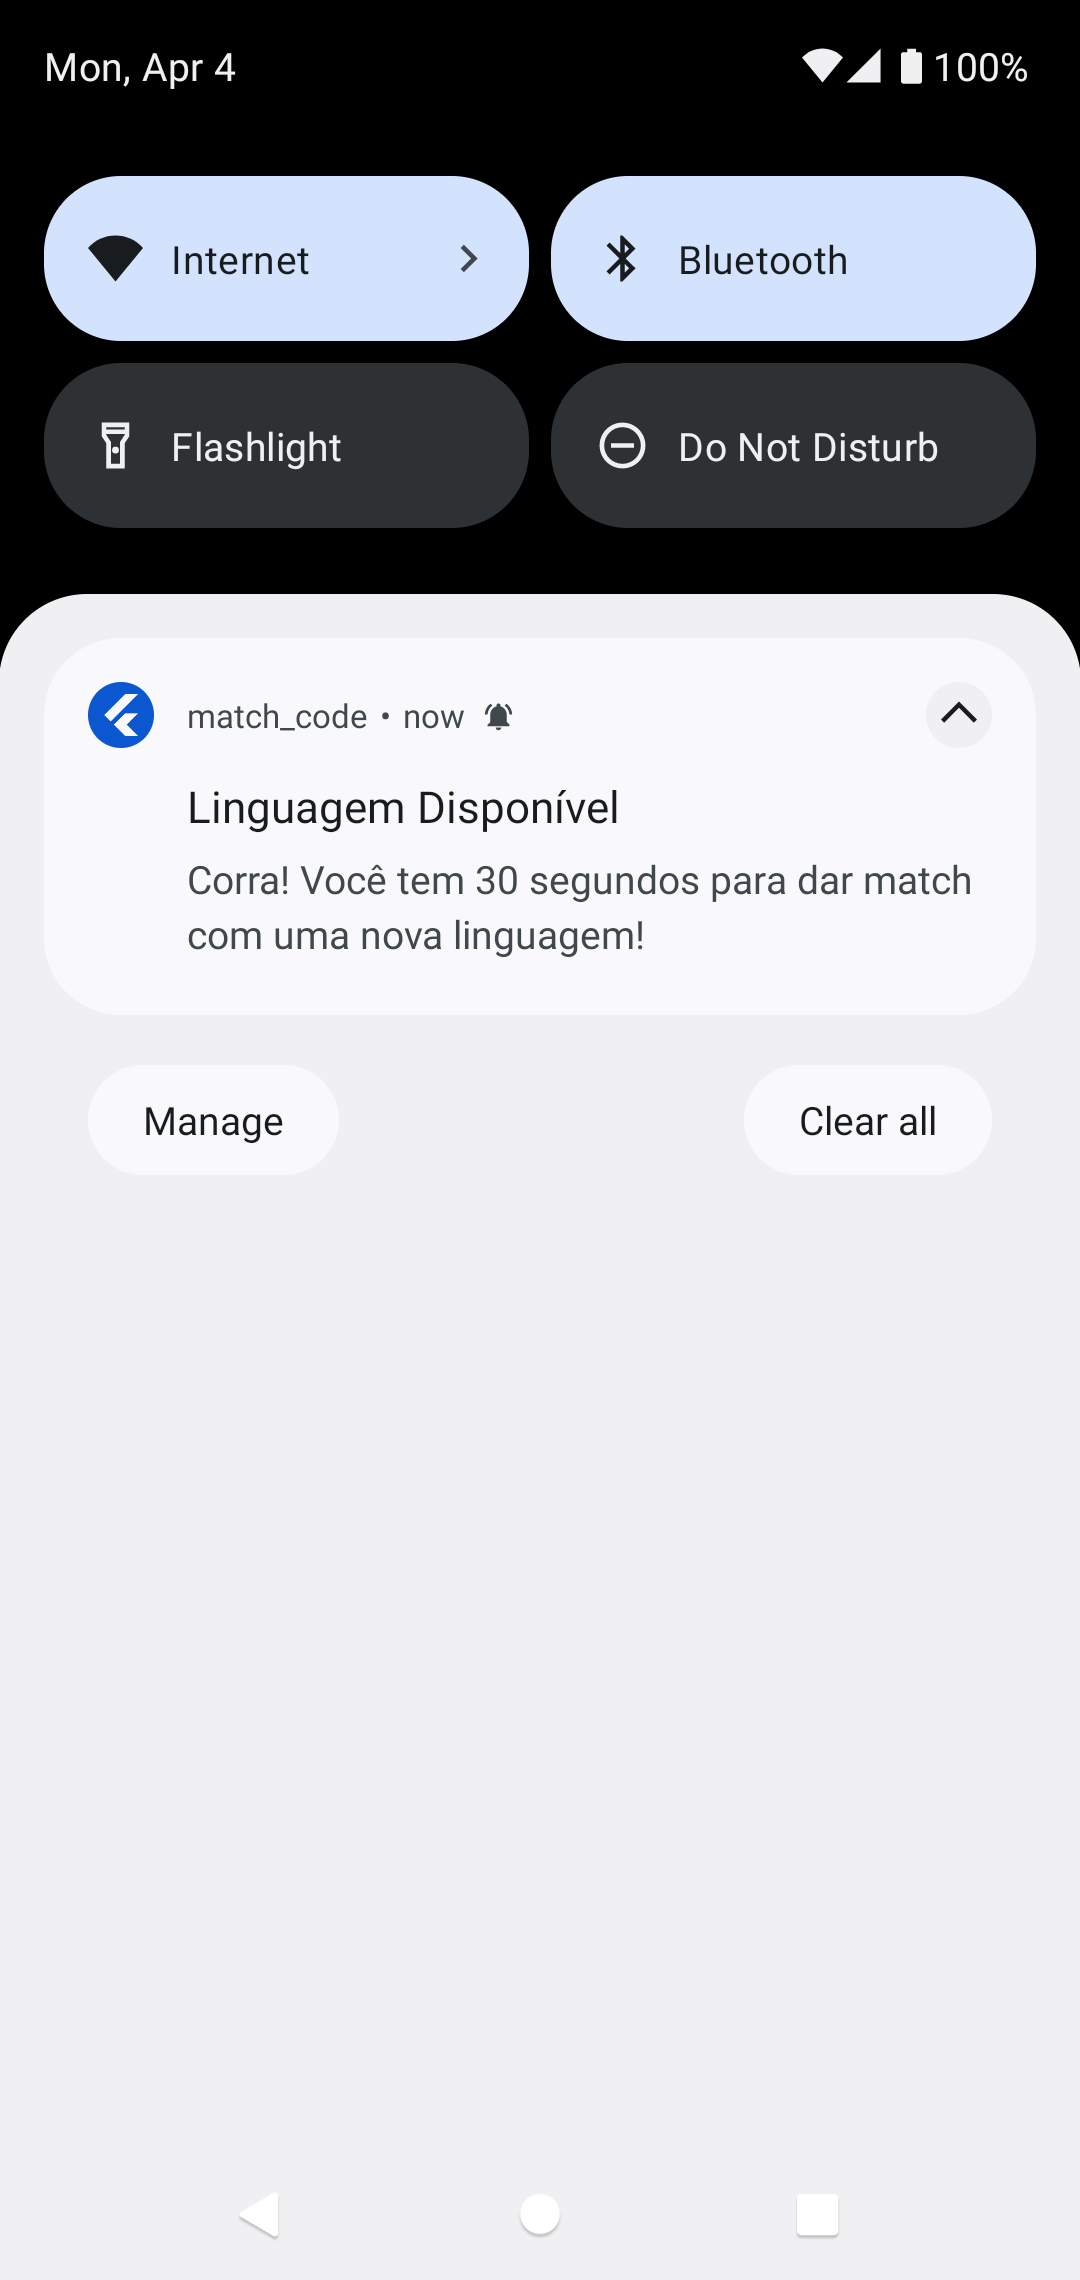 Mon, Apr 4 100%
Internet Bluetooth
Flashlight Do Not Disturb
match_code • now
Linguagem Disponível
Corra! Você tem 30 segundos para dar match
com uma nova linguagem!
Manage Clear all